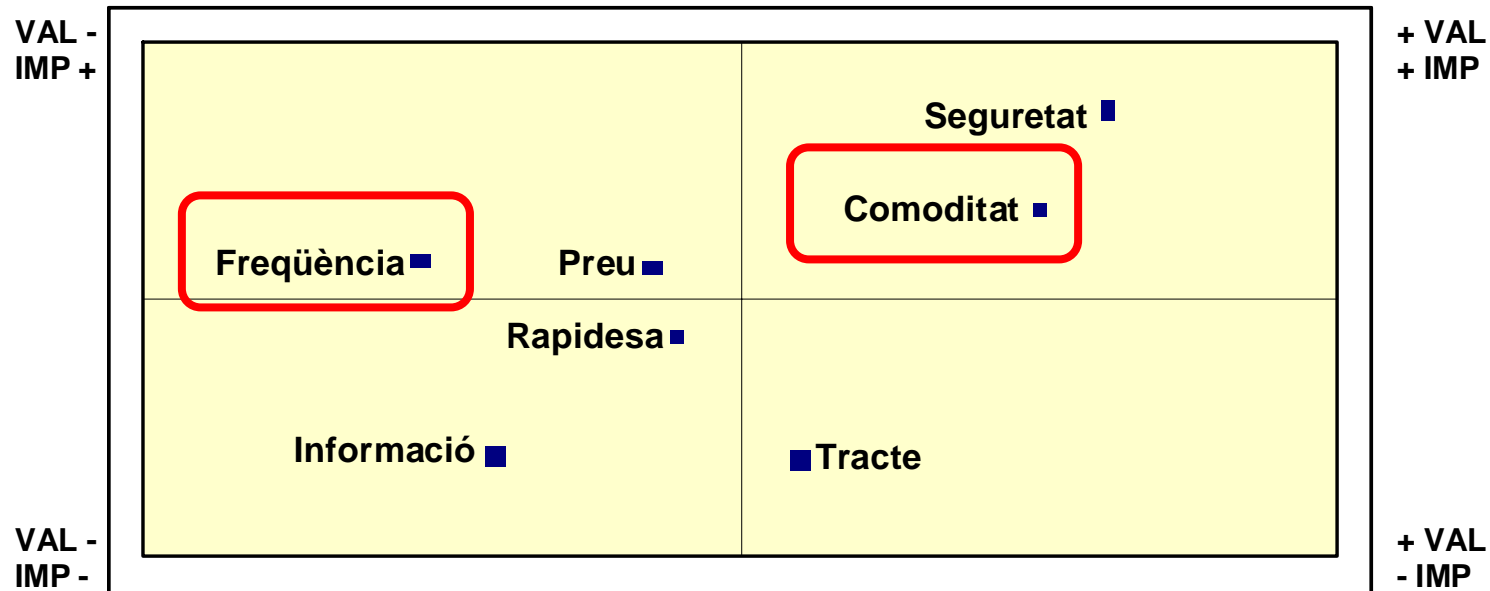 VAL -
IMP +
+ VAL
+ IMP
Seguretat
Comoditat
Freqüència
Preu
Rapidesa
Informació
Tracte
VAL -
IMP -
+ VAL
- IMP